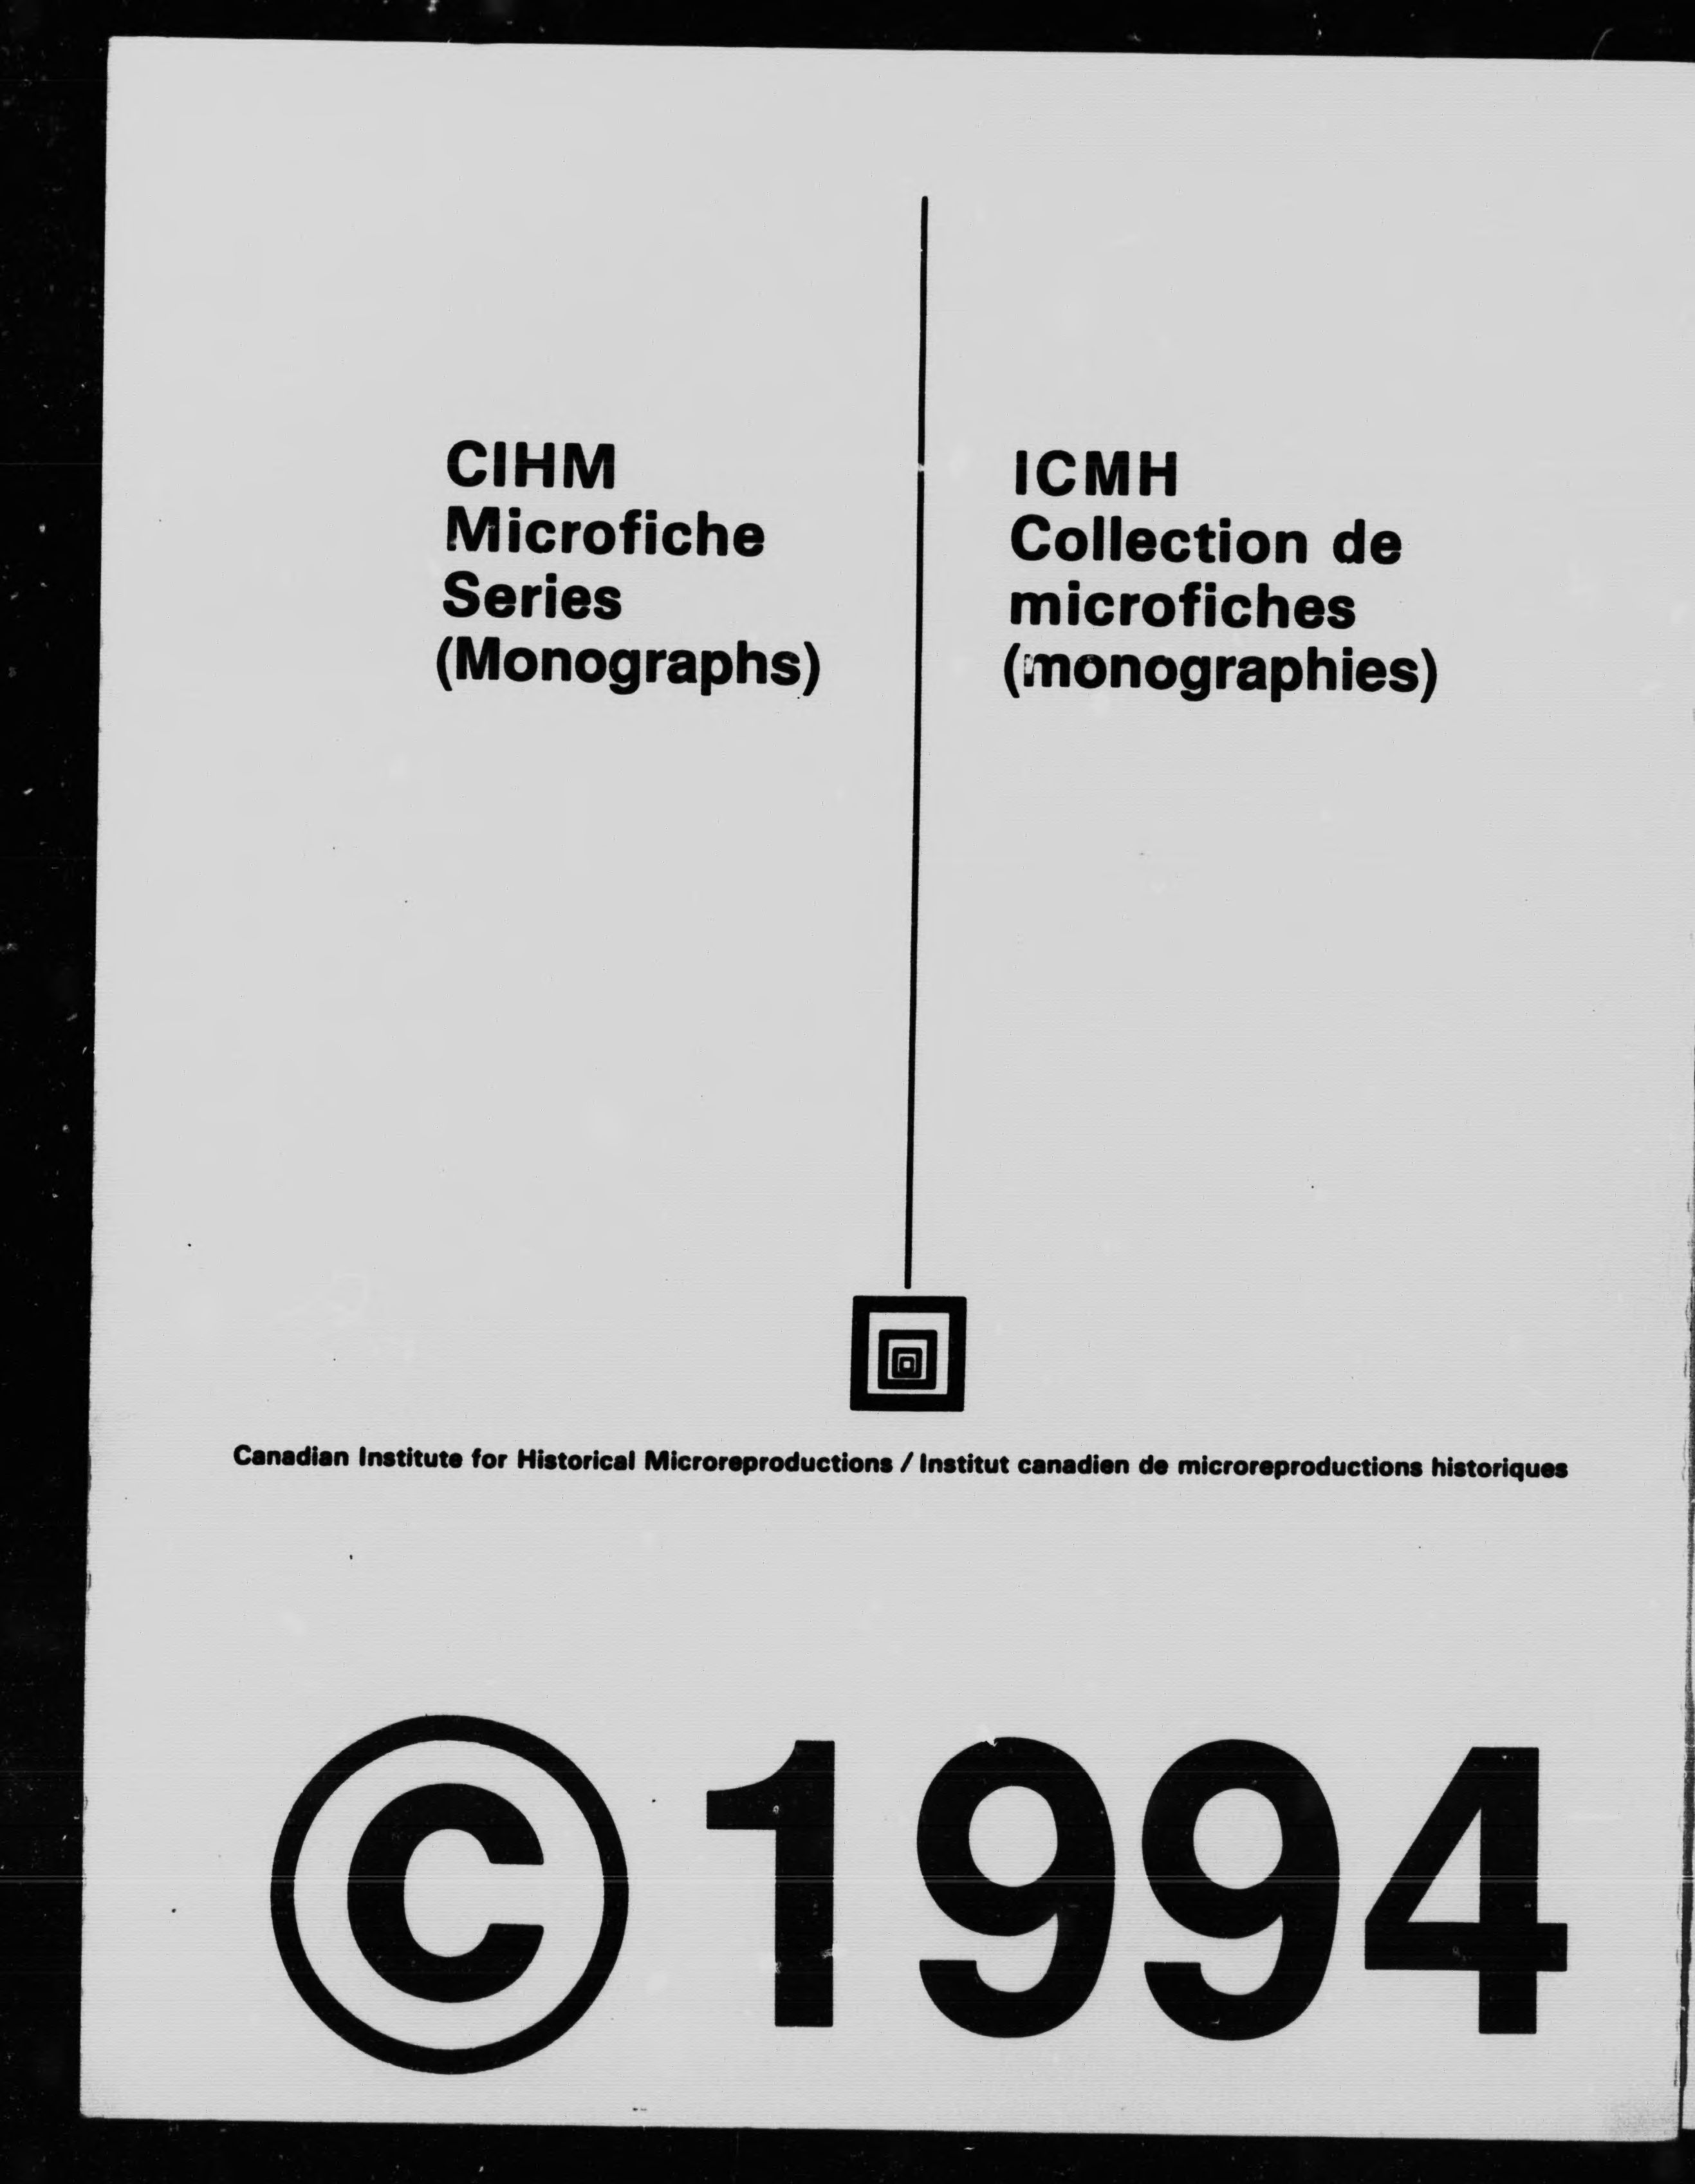 CIHM
Microfiche
Series
(Monographs)
ICMH
Collection de
microfiches
(monographies)
Canadian Institute for Historical Microreproductions / Institut canadien de microreproductions historiques
© 1994